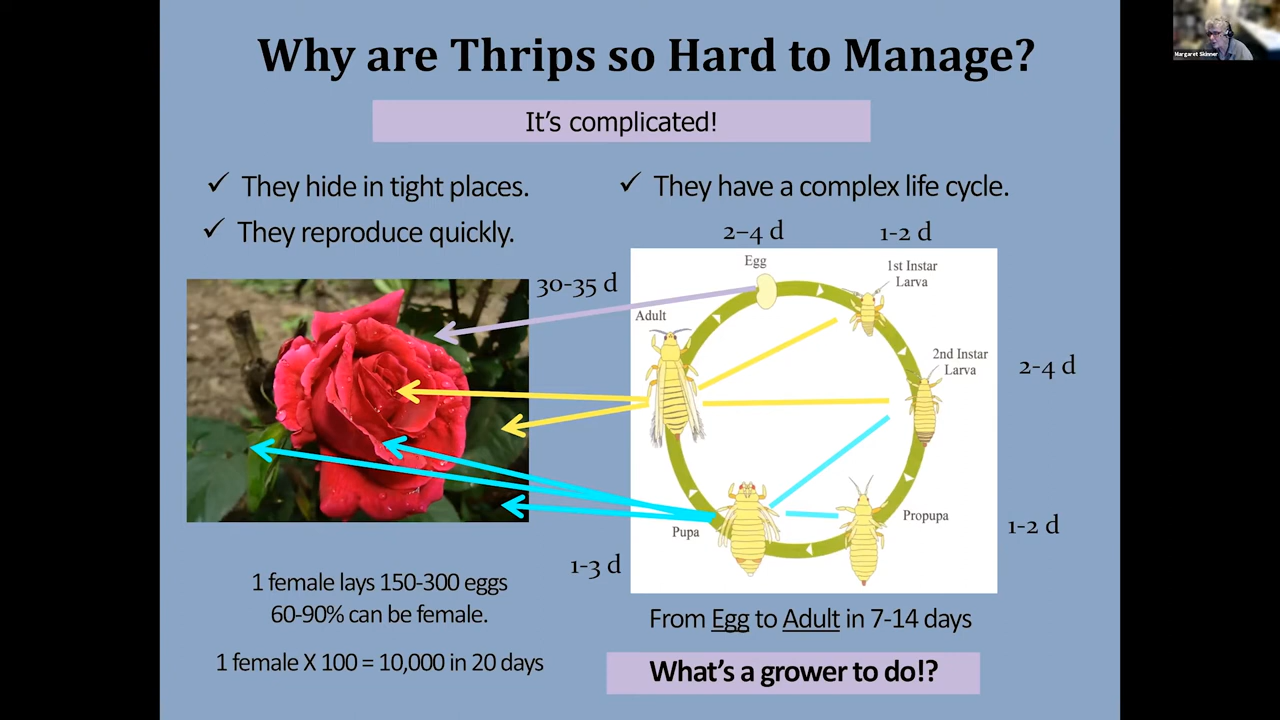 Why are Thrips so Hard to Manage?
Margaret Skinner
It's complicated!
✓ They hide in tight places.
✓ They reproduce quickly.
✓ They have a complex life cycle.
2–4 d
1-2 d
Egg
1st Instar
Larva
30-35 d
Adult
2nd Instar
Larva
2-4 d
Propupa
1-2 d
Pupa
1-3 d
1 female lays 150-300 eggs
60-90% can be female.
1 female X 100 = 10,000 in 20 days
From Egg to Adult in 7-14 days
What's a grower to do!?